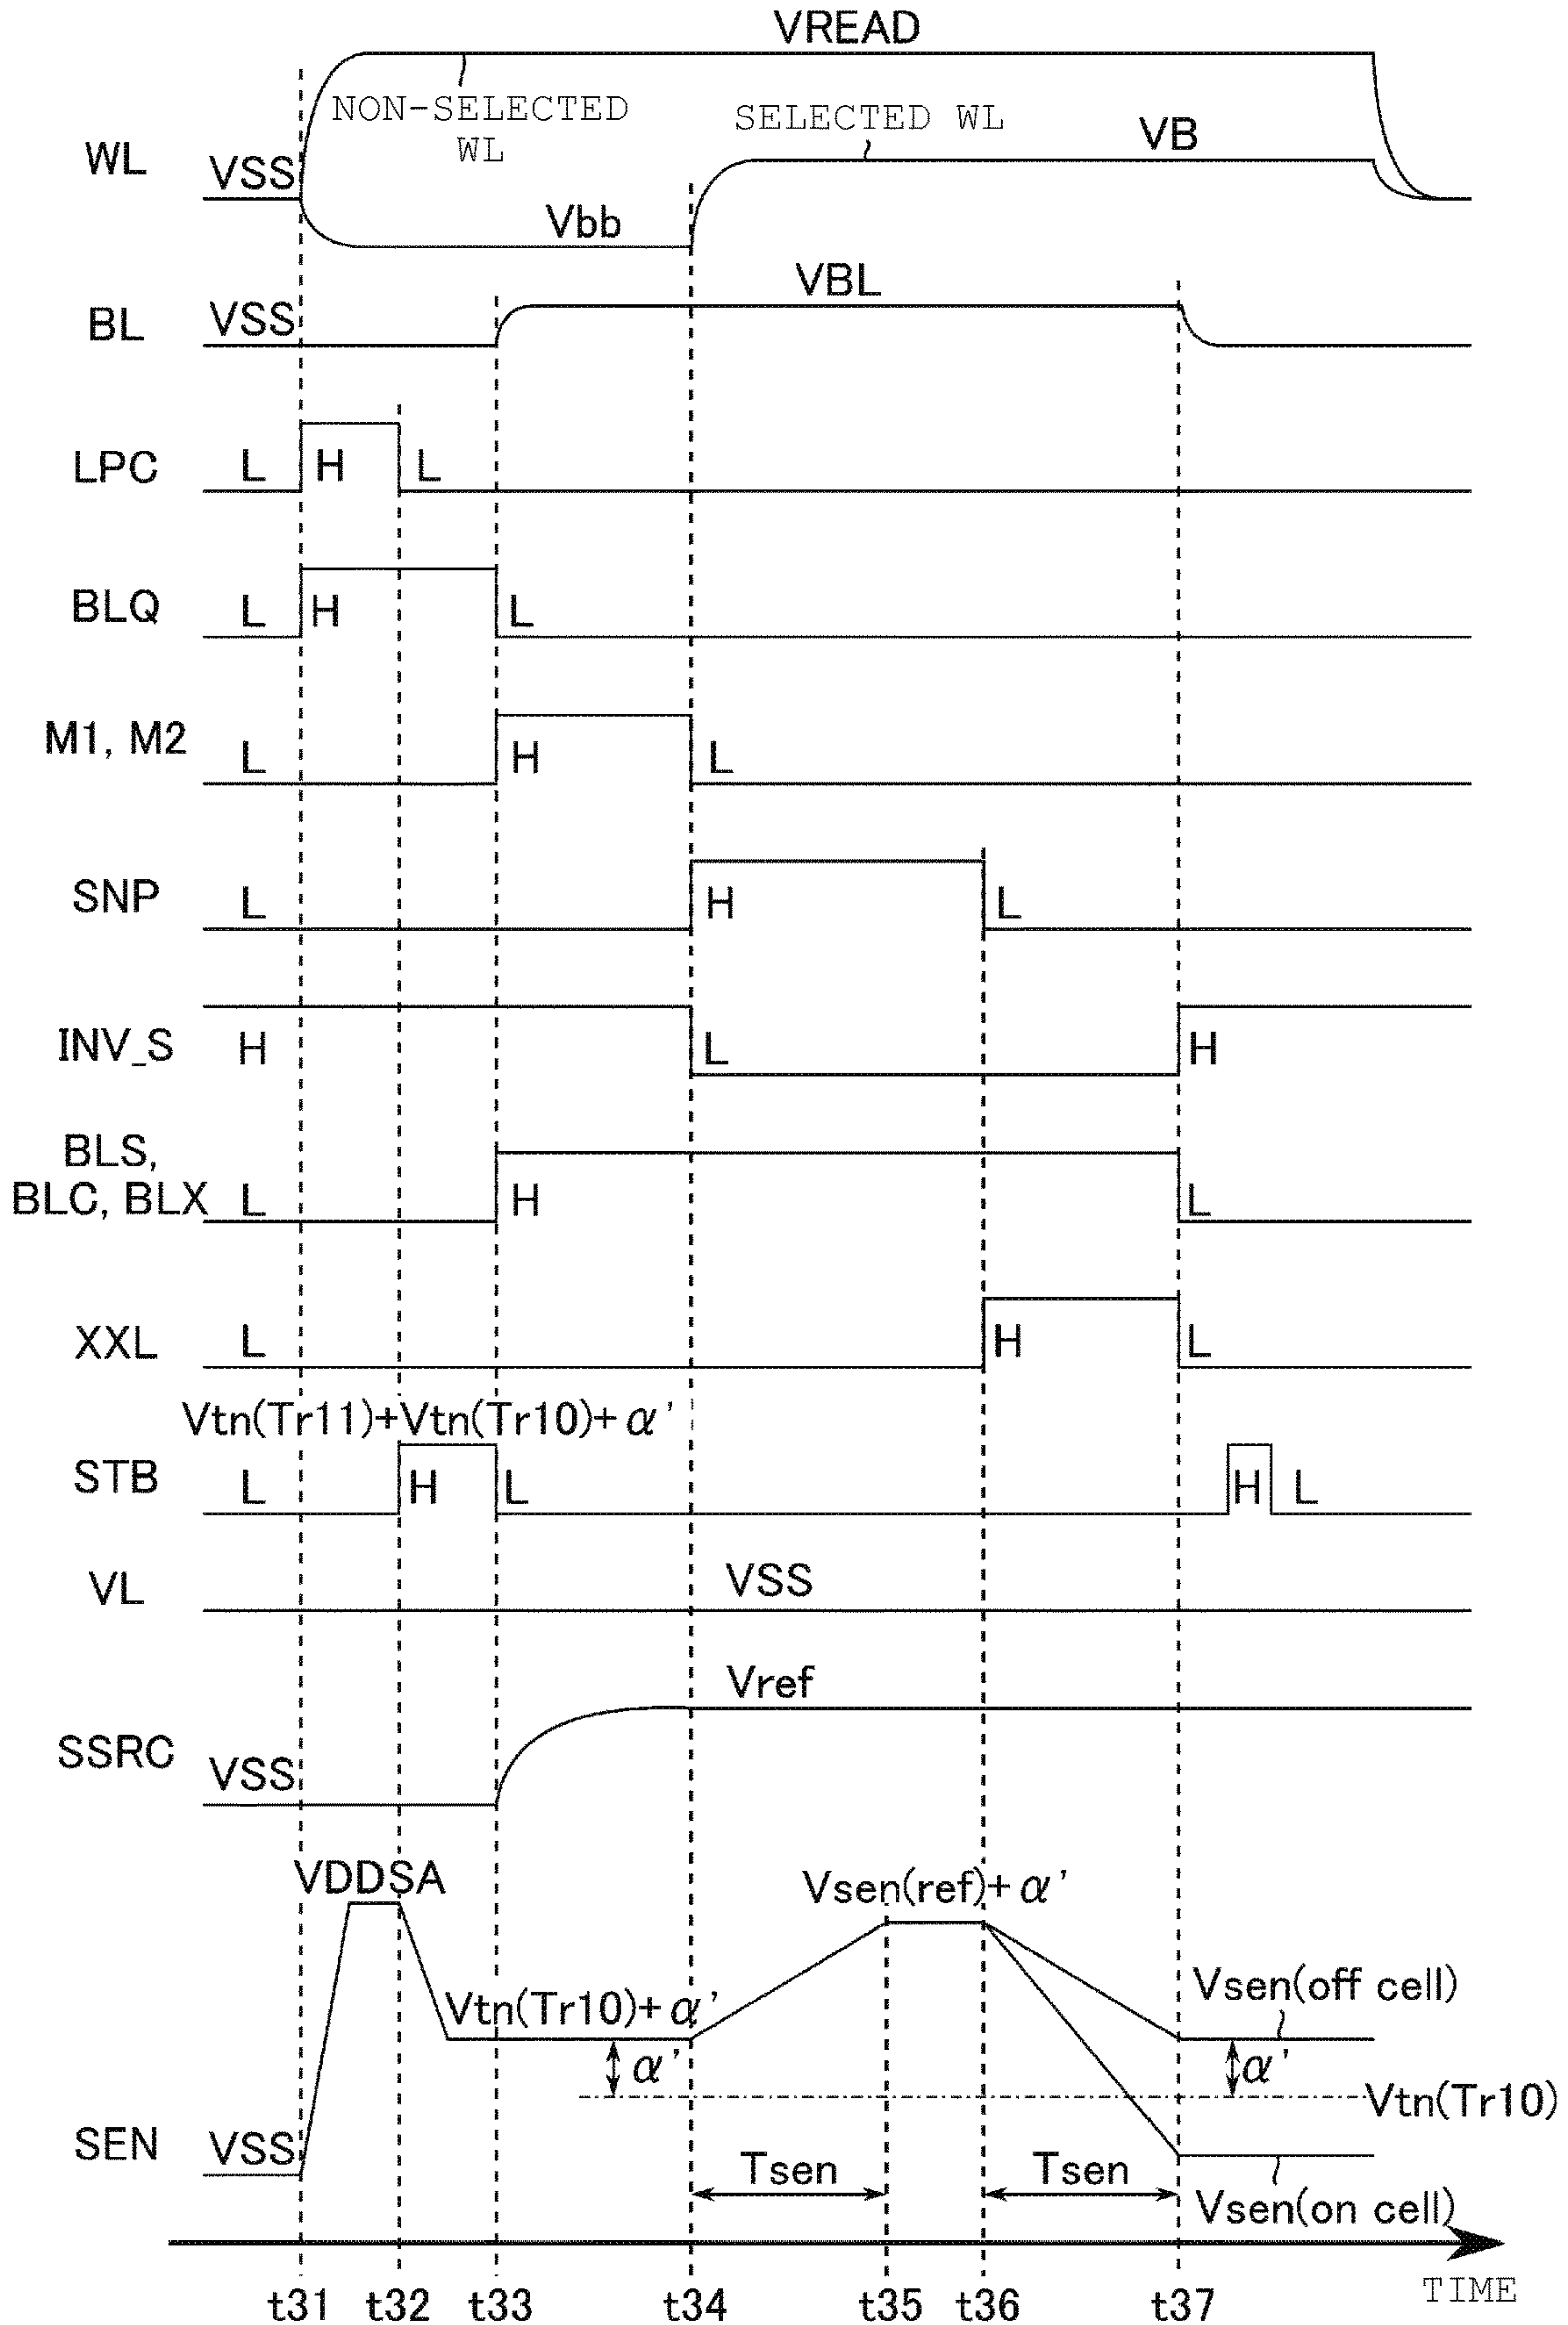 VREAD
NON-SELECTED
WL
SELECTED WL
VB
WL
VSS
Vbb
VBL
BL
VSS
LPC
L
H
L
BLQ
L
H
L
M1, M2
L
H
L
SNP
L
H
L
INV_S
H
L
H
BLS,
BLC, BLX
L
H
L
XXL
L
H
L
Vtn(Tr11)+Vtn(Tr10)+α'
STB
L
H
L
H
L
VL
VSS
Vref
SSRC
VSS
VDDSA
Vsen(ref)+α'
Vtn(Tr10)+α'
Vsen(off cell)
α'
α'
Vtn(Tr10)
SEN
VSS
Tsen
Tsen
Vsen(on cell)
t31
t32
t33
t34
t35
t36
t37
TIME